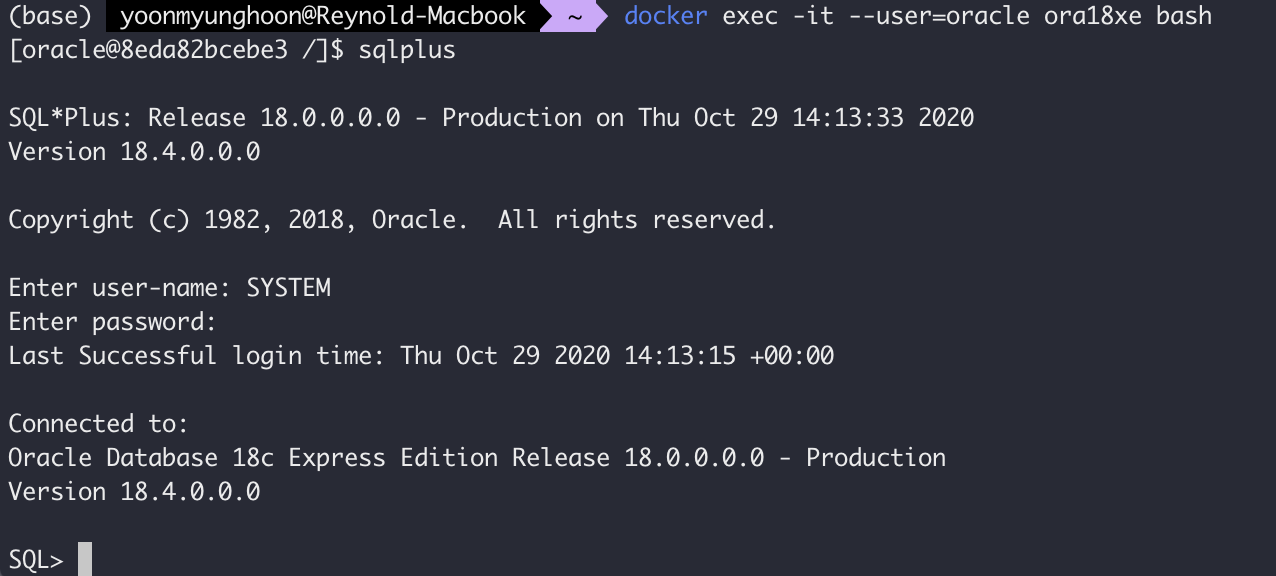 (base) yoonmyunghoon@Reynold-Macbook ~ docker exec -it --user=oracle ora18xe bash
[oracle@8eda82bcebe3 /]$ sqlplus
SQL*Plus: Release 18.0.0.0.0 - Production on Thu Oct 29 14:13:33 2020
Version 18.4.0.0.0
Copyright (c) 1982, 2018, Oracle.  All rights reserved.
Enter user-name: SYSTEM
Enter password:
Last Successful login time: Thu Oct 29 2020 14:13:15 +00:00
Connected to:
Oracle Database 18c Express Edition Release 18.0.0.0.0 - Production
Version 18.4.0.0.0
SQL>